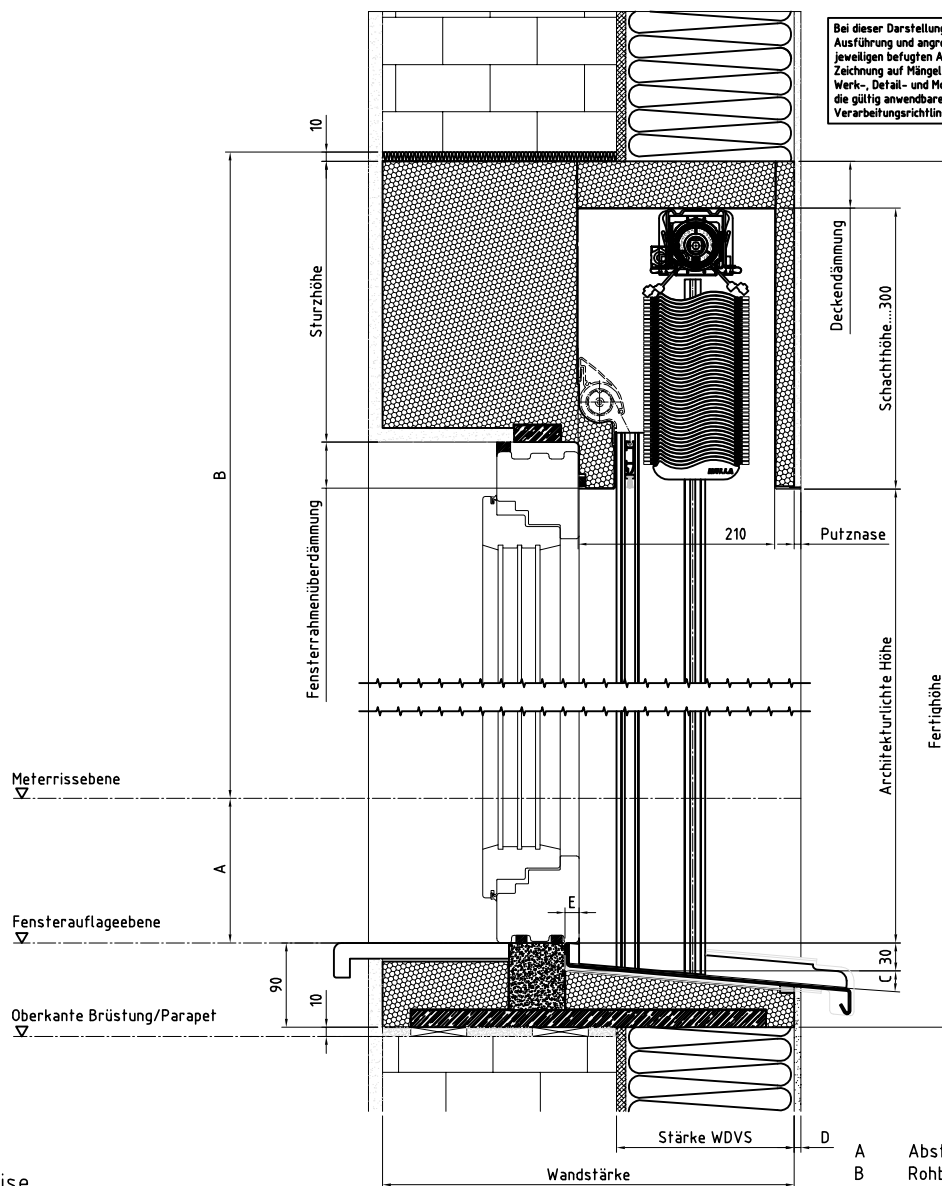 Bei dieser Darstellung
Ausführung und angr
jeweiligen befugten A
Zeichnung auf Mängel
Werk-, Detail- und Mo
die gültig anwendbare
Verarbeitungsrichtlin
10
Sturzhöhe
Deckendämmung
Schachthöhe...300
B
Fensterrahmenüberdämmung
210
Putznase
Architekturlichte Höhe
Fertighöhe
Meterrissebene
A
Fensterauflageebene
E
30
C
90
10
Oberkante Brüstung/Parapet
Stärke WDVS
D
Wandstärke
A Abst
B Rohb
ise